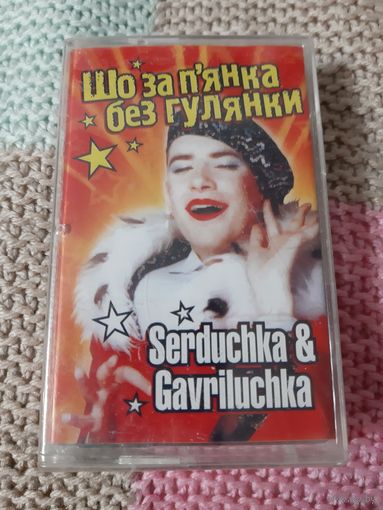 Шо за п'янка
без гулянки
Serduchka &
Gavriluchka